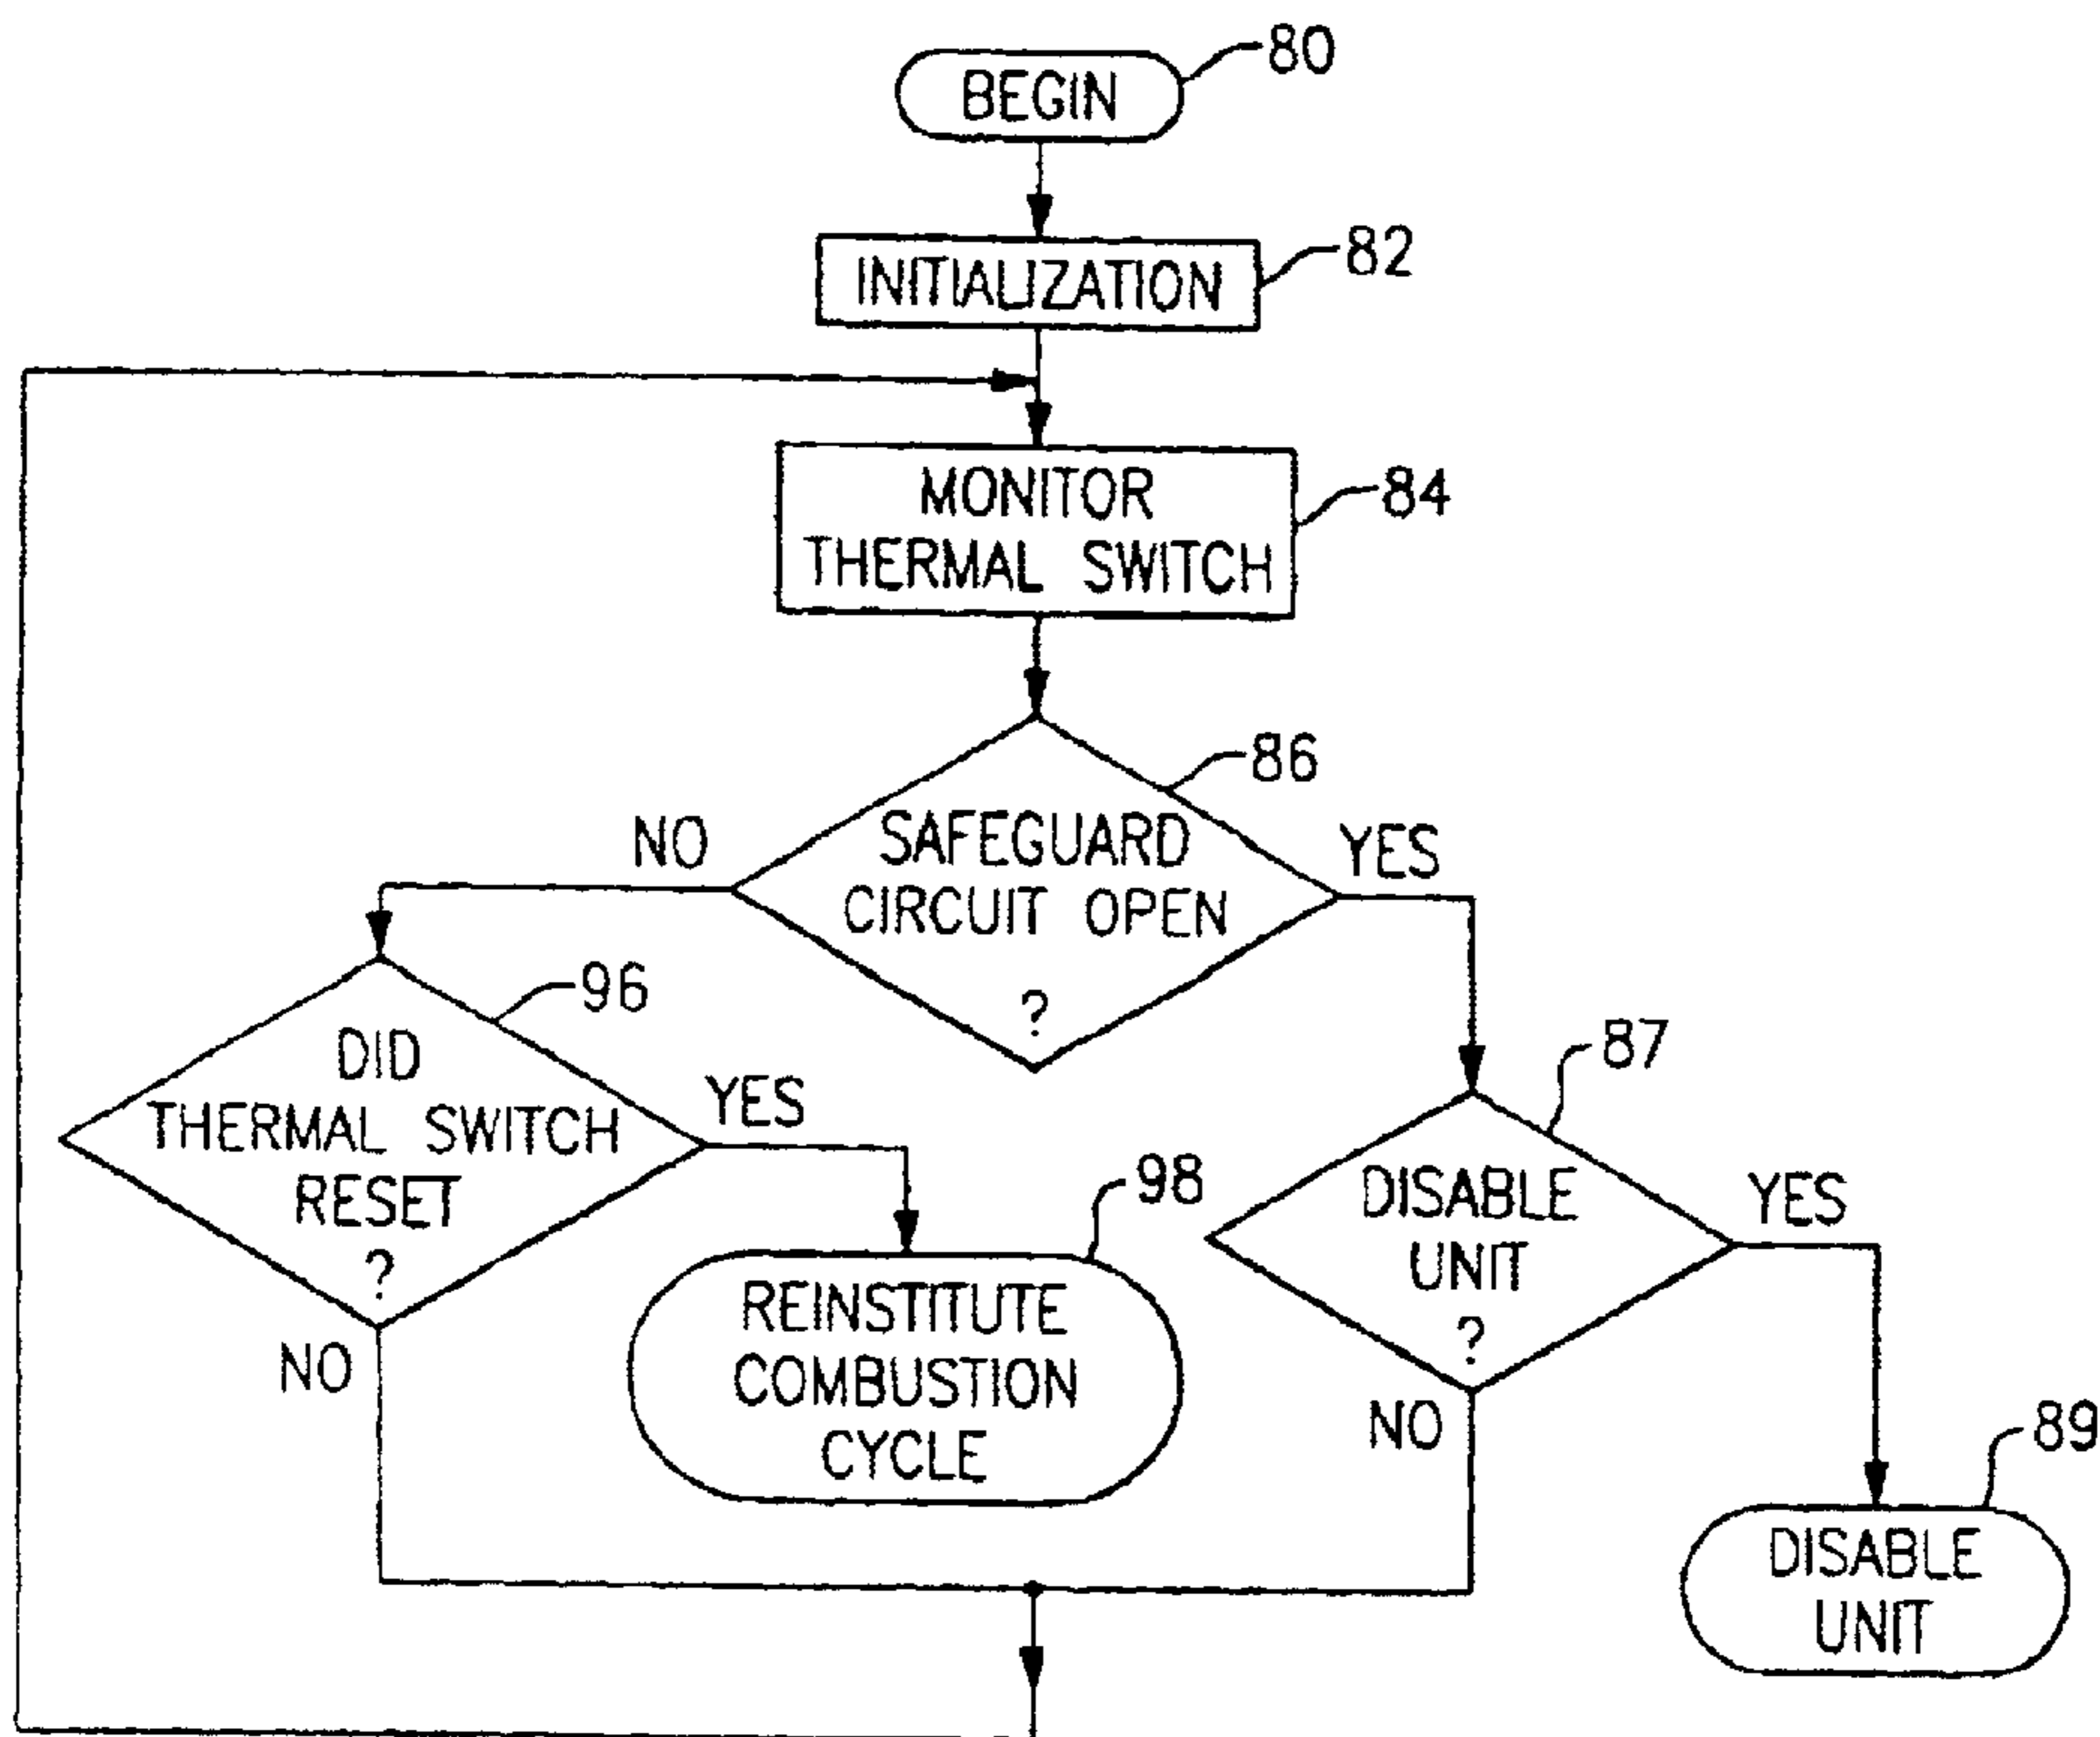 BEGIN
80
INITIALIZATION
82
MONITOR
THERMAL SWITCH
84
86
SAFEGUARD
CIRCUIT OPEN
?
NO
YES
96
DID
THERMAL SWITCH
RESET
?
YES
NO
98
REINSTITUTE
COMBUSTION
CYCLE
87
DISABLE
UNIT
?
YES
NO
89
DISABLE
UNIT